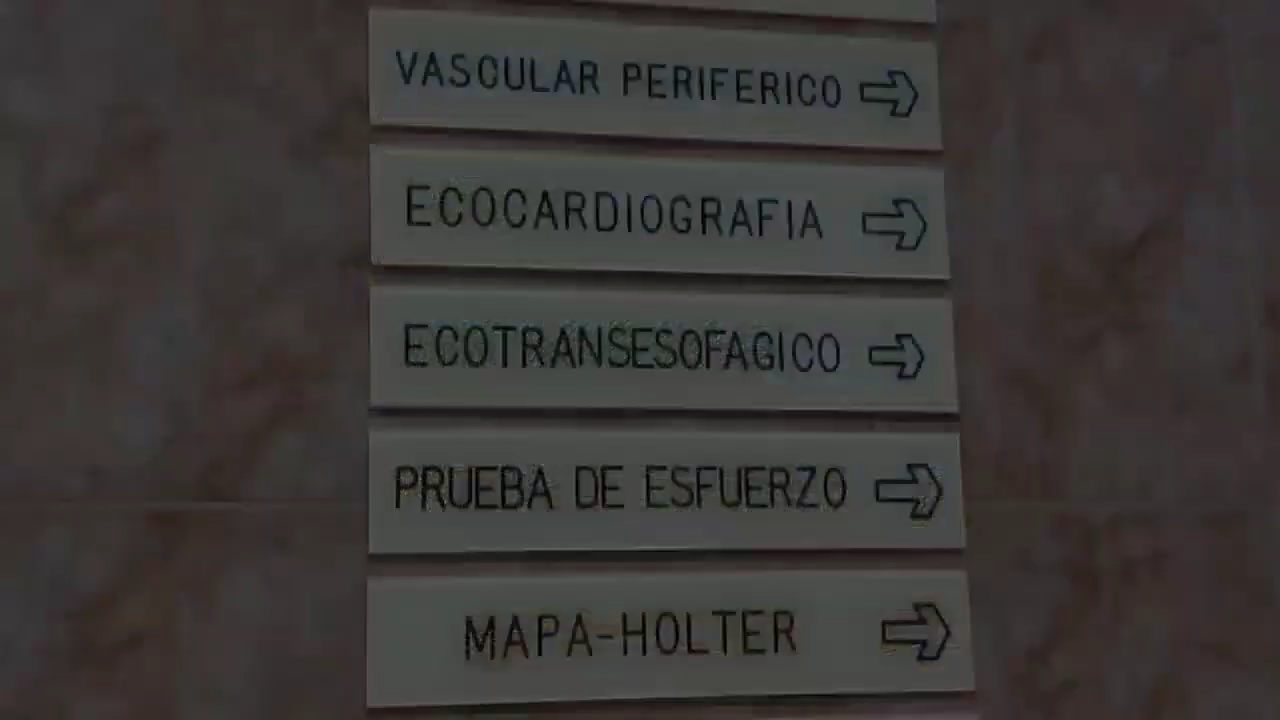 VASCULAR PERIFERICO
ECOCARDIOGRAFIA
ECOTRANSESOFAGICO
PRUEBA DE ESFUERZO
MAPA-HOLTER